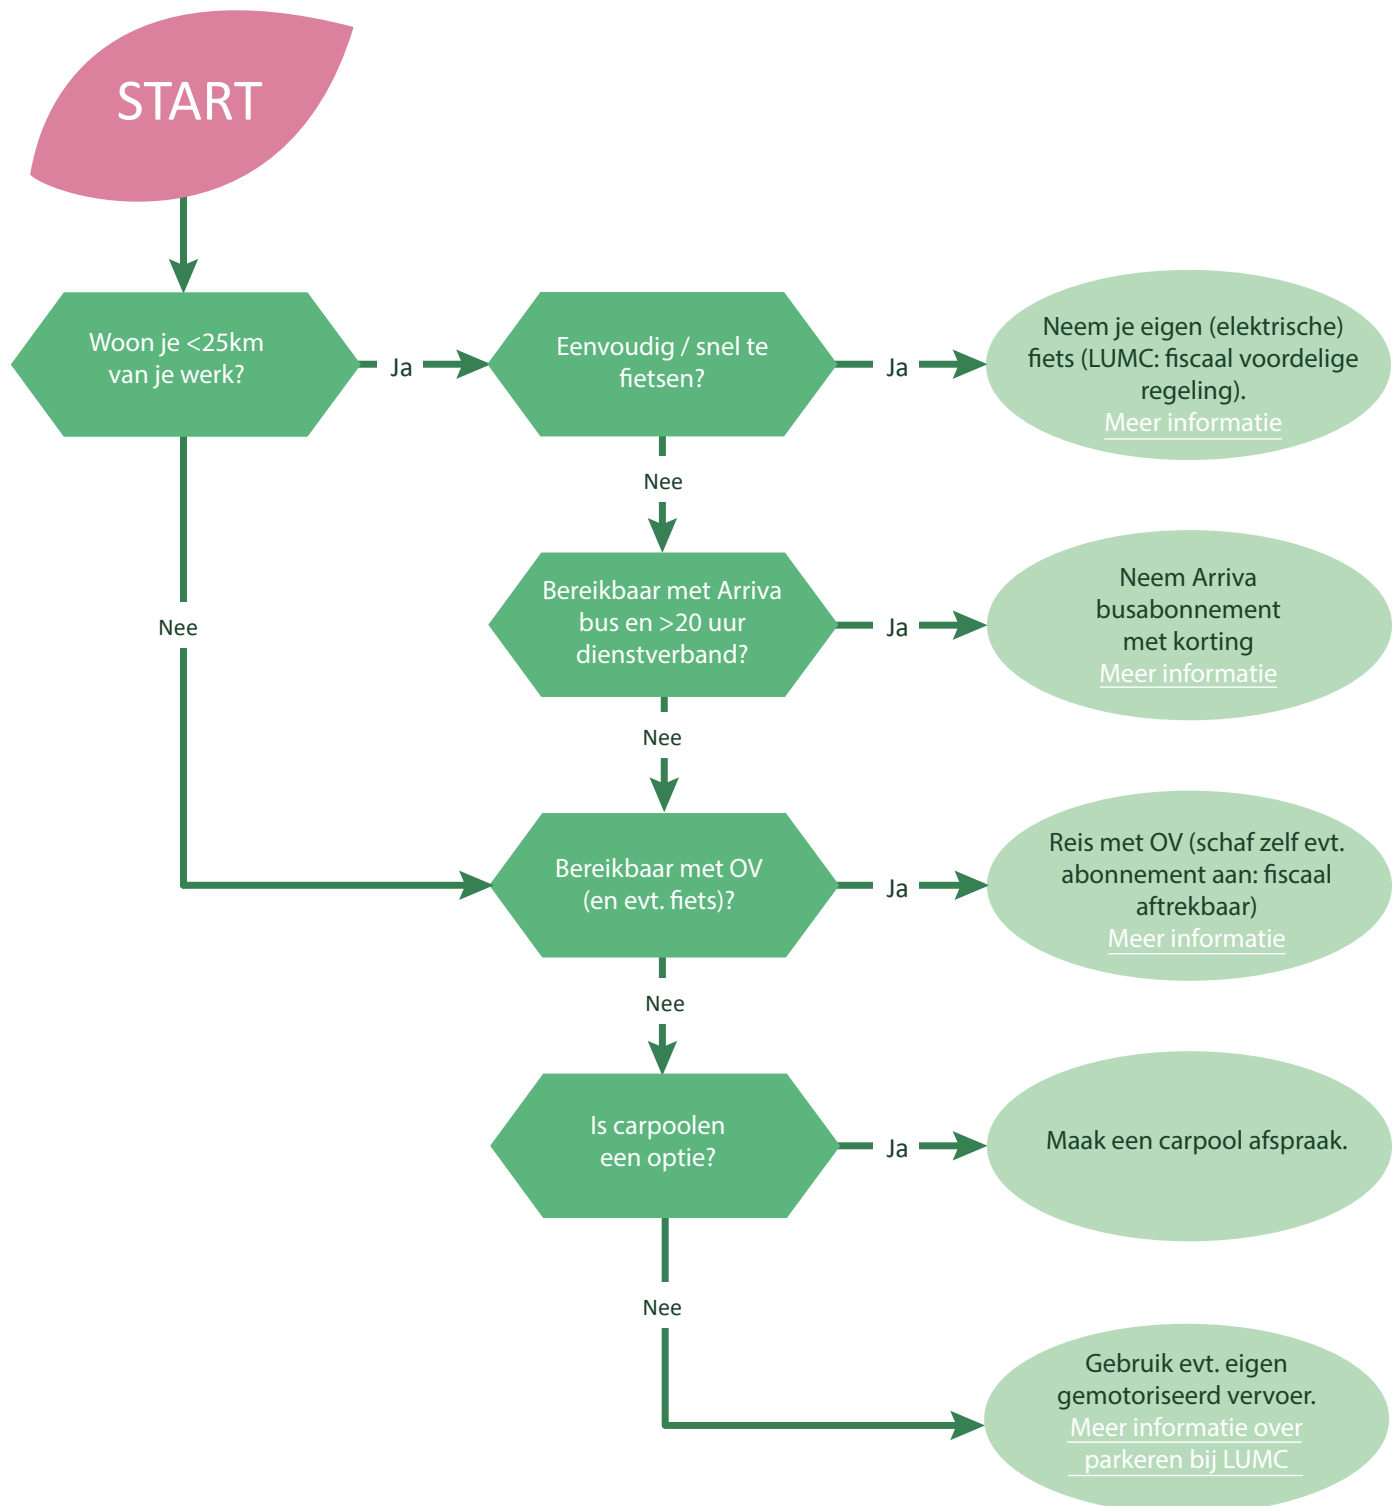 START
Woon je <25km
van je werk?
Ja
Eenvoudig / snel te
fietsen?
Ja
Neem je eigen (elektrische)
fiets (LUMC: fiscaal voordelige
regeling).
Meer informatie
Nee
Nee
Bereikbaar met Arriva
bus en >20 uur
dienstverband?
Ja
Neem Arriva
busabonnement
met korting
Meer informatie
Nee
Bereikbaar met OV
(en evt. fiets)?
Ja
Reis met OV (schaf zelf evt.
abonnement aan: fiscaal
aftrekbaar)
Meer informatie
Nee
Is carpoolen
een optie?
Ja
Maak een carpool afspraak.
Nee
Gebruik evt. eigen
gemotoriseerd vervoer.
Meer informatie over
parkeren bij LUMC